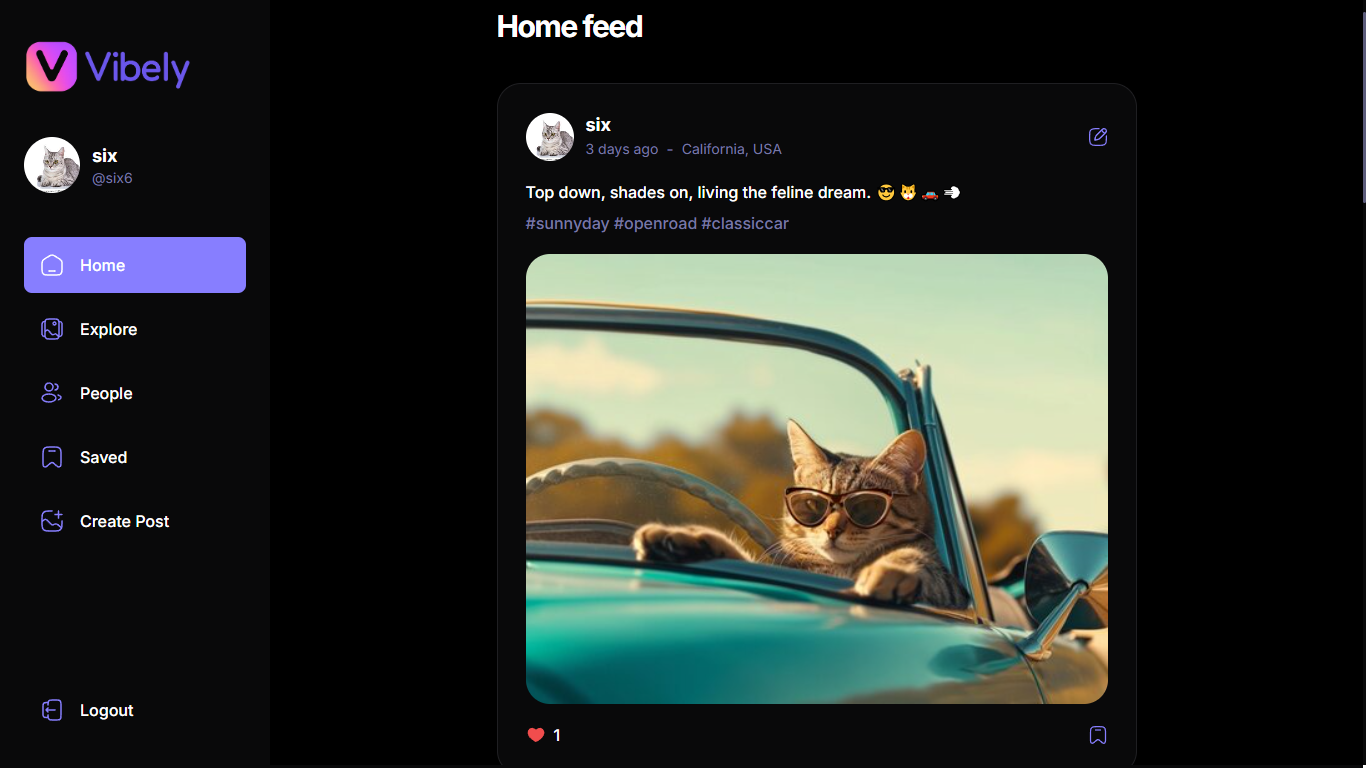 Vibely
six
@six6
Home
Explore
People
Saved
Create Post
Logout
Home feed
six
3 days ago - California, USA
Top down, shades on, living the feline dream. 😎 🐱 🚗 💨
#sunnyday #openroad #classiccar
1